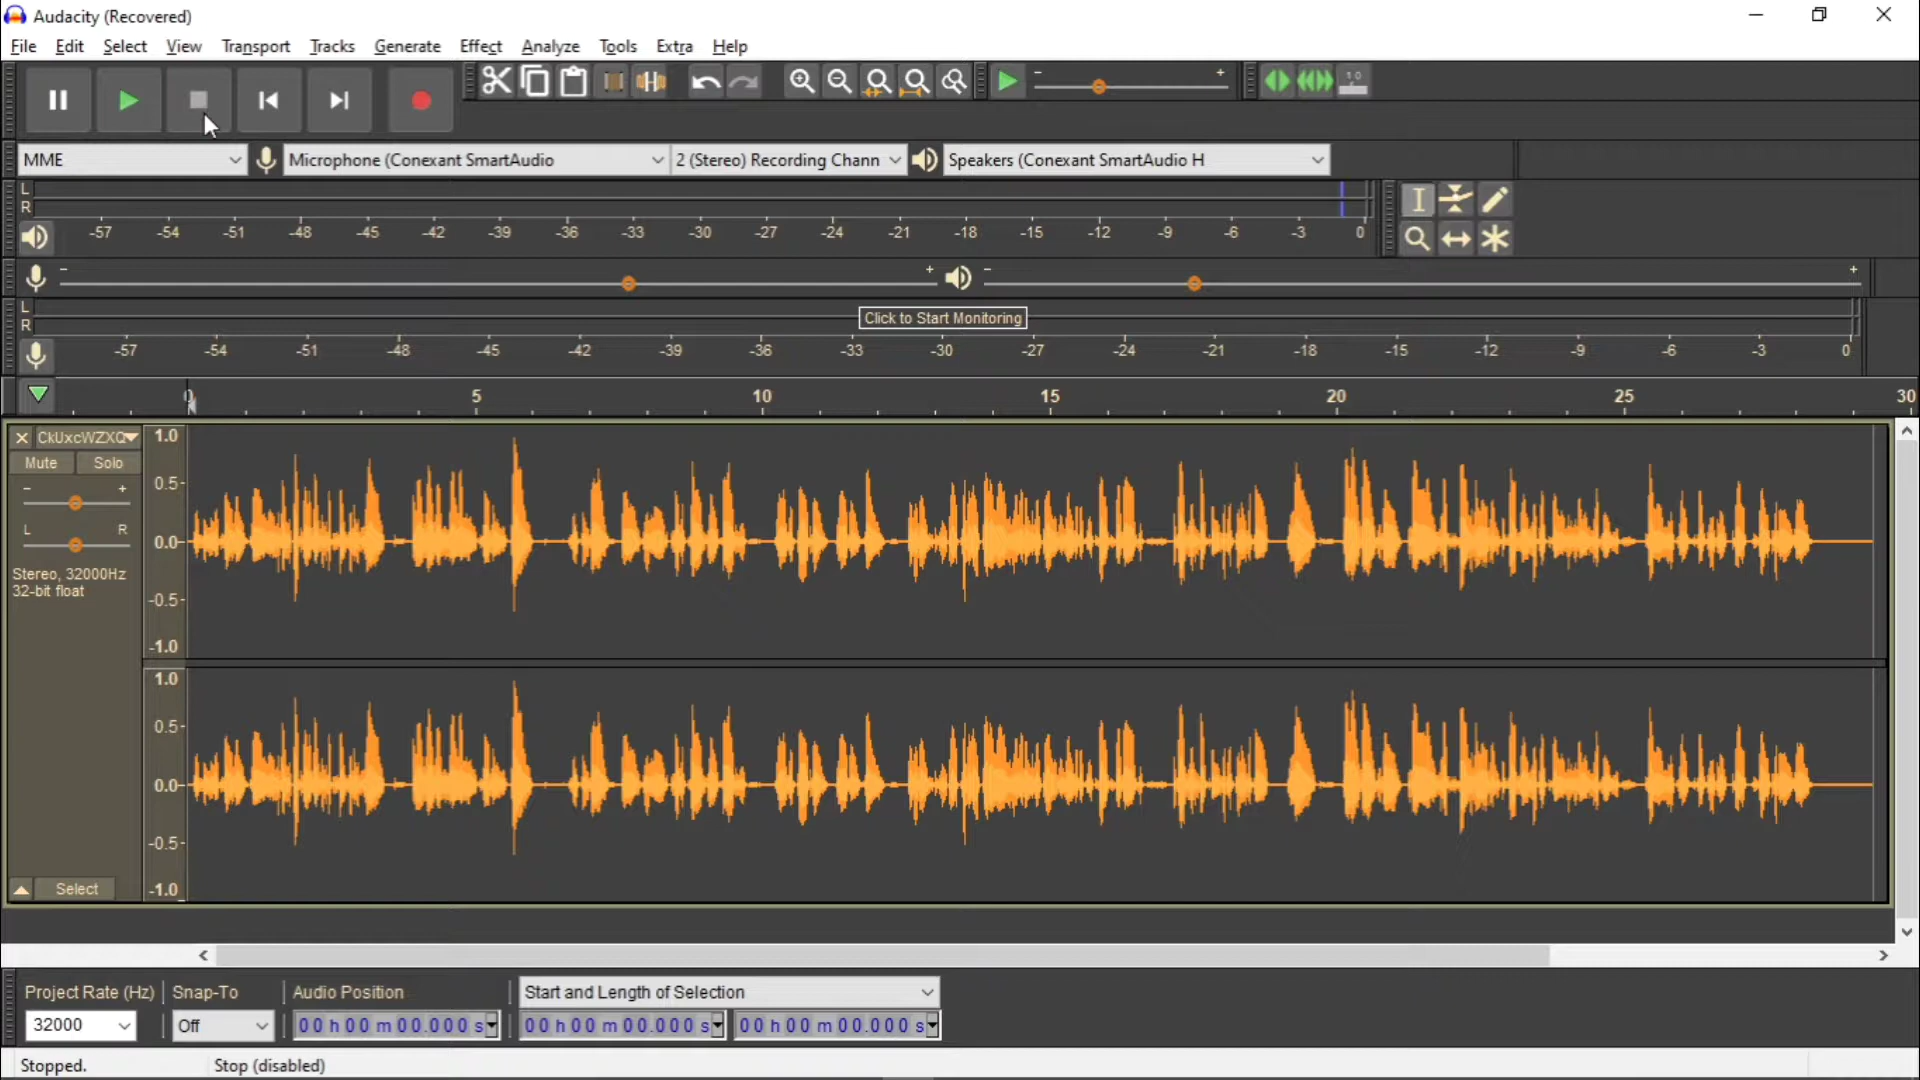 Audacity (Recovered)
File Edit Select View Transport Tracks Generate Effect Analyze Tools Extra Help
- +
1 0
MME Microphone (Conexant SmartAudio 2 (Stereo) Recording Chann Speakers (Conexant SmartAudio H
L
R
-57 -54 -51 -48 -45 -42 -39 -36 -33 -30 -27 -24 -21 -18 -15 -12 -9 -6 -3 0
- + - +
L
R
Click to Start Monitoring
-57 -54 -51 -48 -45 -42 -39 -36 -33 -30 -27 -24 -21 -18 -15 -12 -9 -6 -3 0
0 5 10 15 20 25 30
CkUxcWZXQ
Mute Solo
- +
L R
Stereo, 32000Hz
32-bit float
Select
1.0
0.5-
0.0-
-0.5-
-1.0
1.0
0.5-
0.0-
-0.5-
-1.0
Project Rate (Hz) Snap-To Audio Position Start and Length of Selection
32000 Off 00 h 00 m 00.000 s 00 h 00 m 00.000 s 00 h 00 m 00.000 s
Stopped. Stop (disabled)